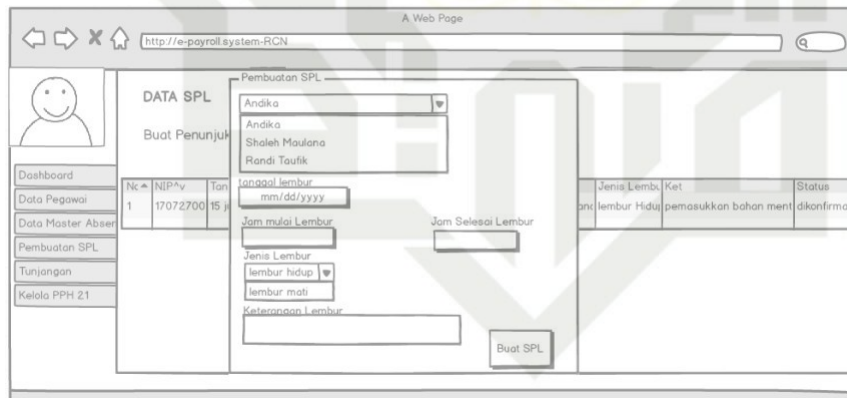 A Web Page
http://e-payroll.system-RCN
Pembuatan SPL
DATA SPL
Andika
Andika
Shaleh Maulana
Randi Taufik
Buat Penunjuk
Dashboard
Data Pegawai
Data Master Abser
Pembuatan SPL
Tunjangan
Kelola PPH 21
No NIP^v Tan Jenis Lembu Ket Status
1 17072700 15 lembur Hidup pemasukkan bahan ment dikonfirma
tanggal lembur
mm/dd/yyyy
Jam mulai Lembur Jam Selesai Lembur
Jenis Lembur
lembur hidup
lembur mati
Keterangan Lembur
Buat SPL